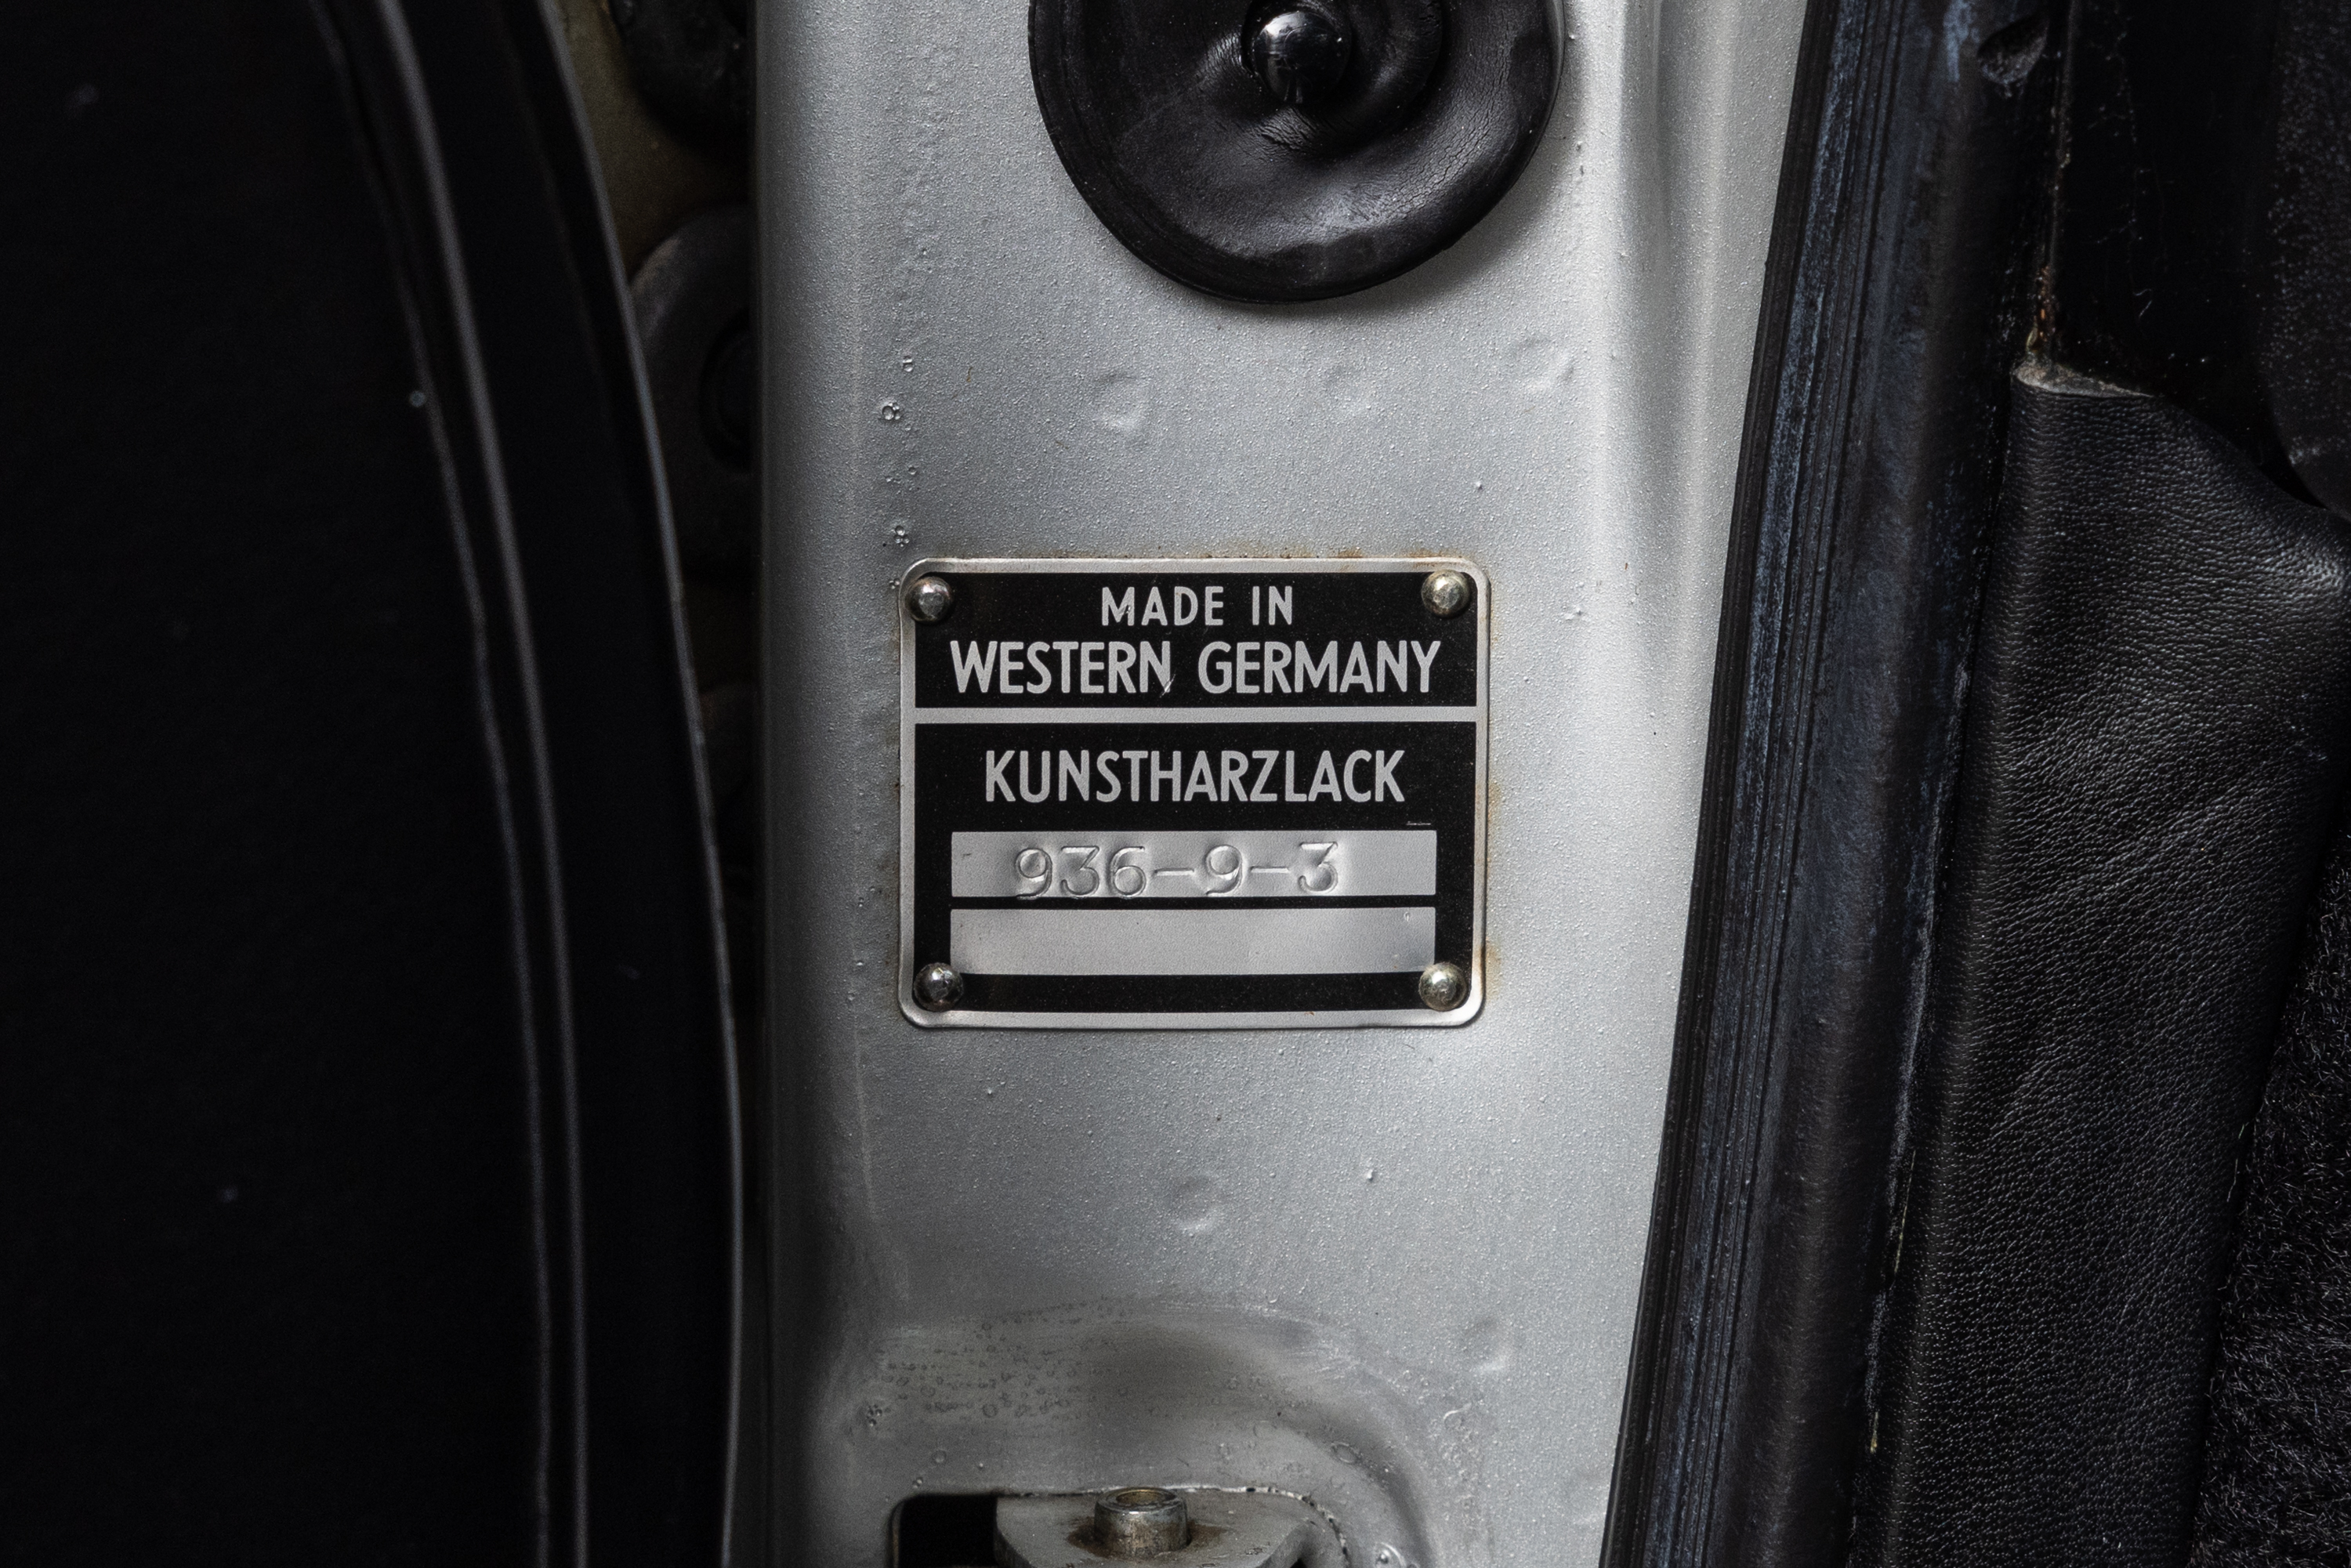 MADE IN
WESTERN GERMANY
KUNSTHARZLACK
936-9-3